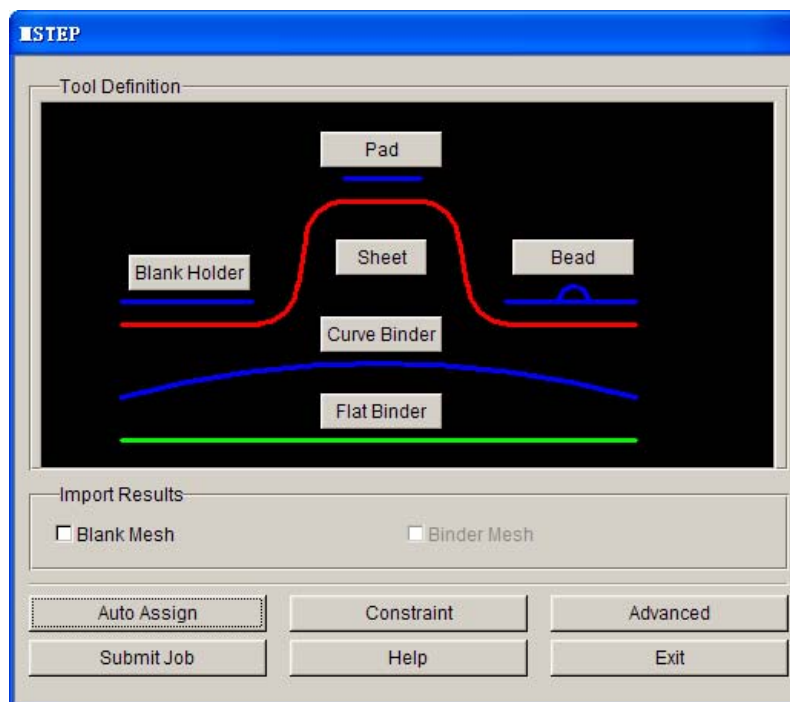 MSTEP
Tool Definition
Pad
Sheet
Bead
Blank Holder
Curve Binder
Flat Binder
Import Results
Blank Mesh
Binder Mesh
Auto Assign
Constraint
Advanced
Submit Job
Help
Exit